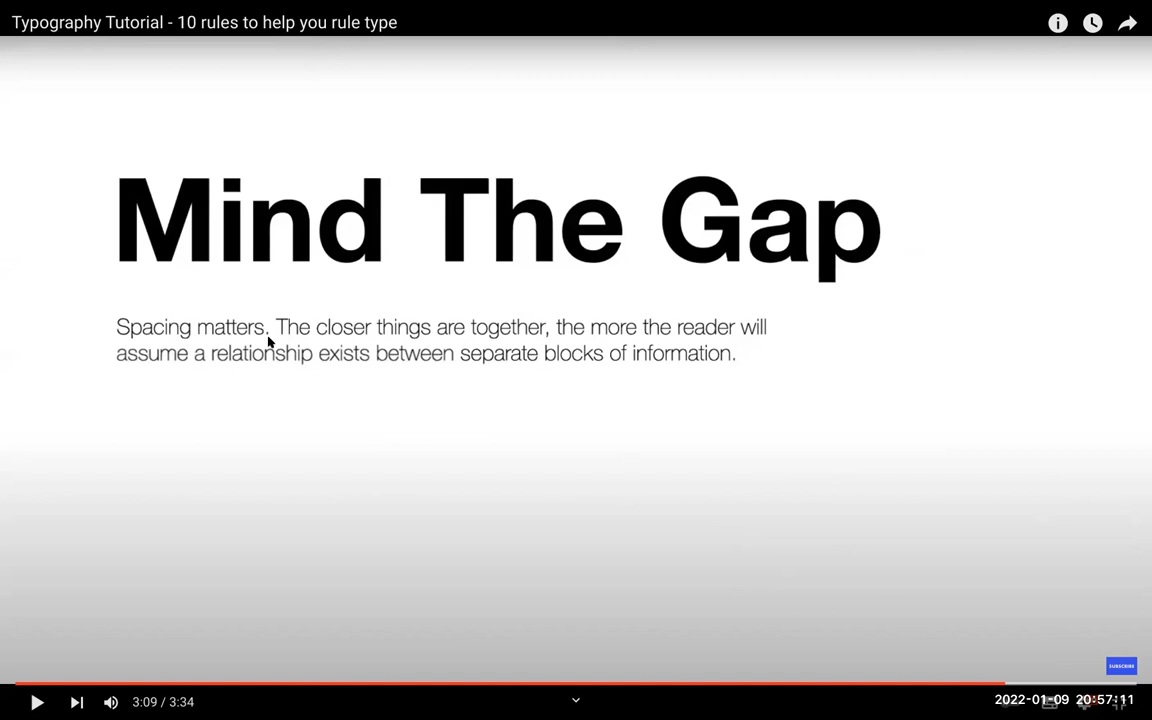 Typography Tutorial - 10 rules to help you rule type
Mind The Gap
Spacing matters. The closer things are together, the more the reader will
assume a relationship exists between separate blocks of information.
SUBSCRIBE
3:09 / 3:34
2022-01-09 20:57:11